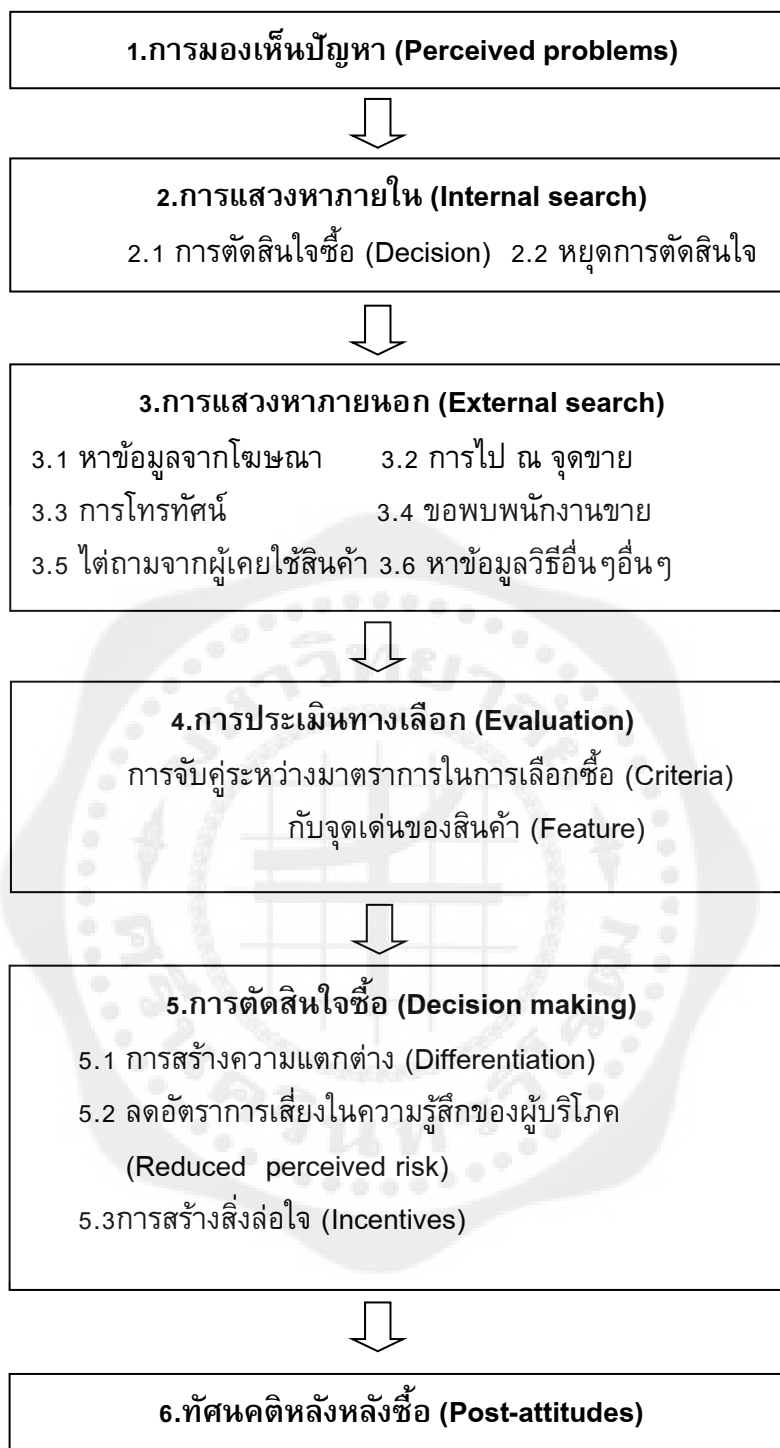 1.การมองเห็นปัญหา (Perceived problems)
2.การแสวงหาภายใน (Internal search)
2.1 การตัดสินใจซื้อ (Decision) 2.2 หยุดการตัดสินใจ
3.การแสวงหาภายนอก (External search)
3.1 หาข้อมูลจากโฆษณา 3.2 การไป ณ จุดขาย
3.3 การโทรทัศน์ 3.4 ขอพบพนักงานขาย
3.5 ไต่ถามจากผู้เคยใช้สินค้า 3.6 หาข้อมูลวิธีอื่นๆอื่นๆ
4.การประเมินทางเลือก (Evaluation)
การจับคู่ระหว่างมาตราการในการเลือกซื้อ (Criteria)
กับจุดเด่นของสินค้า (Feature)
5.การตัดสินใจซื้อ (Decision making)
5.1 การสร้างความแตกต่าง (Differentiation)
5.2 ลดอัตราการเสี่ยงในความรู้สึกของผู้บริโภค
(Reduced perceived risk)
5.3การสร้างสิ่งล่อใจ (Incentives)
6.ทัศนคติหลังหลังซื้อ (Post-attitudes)